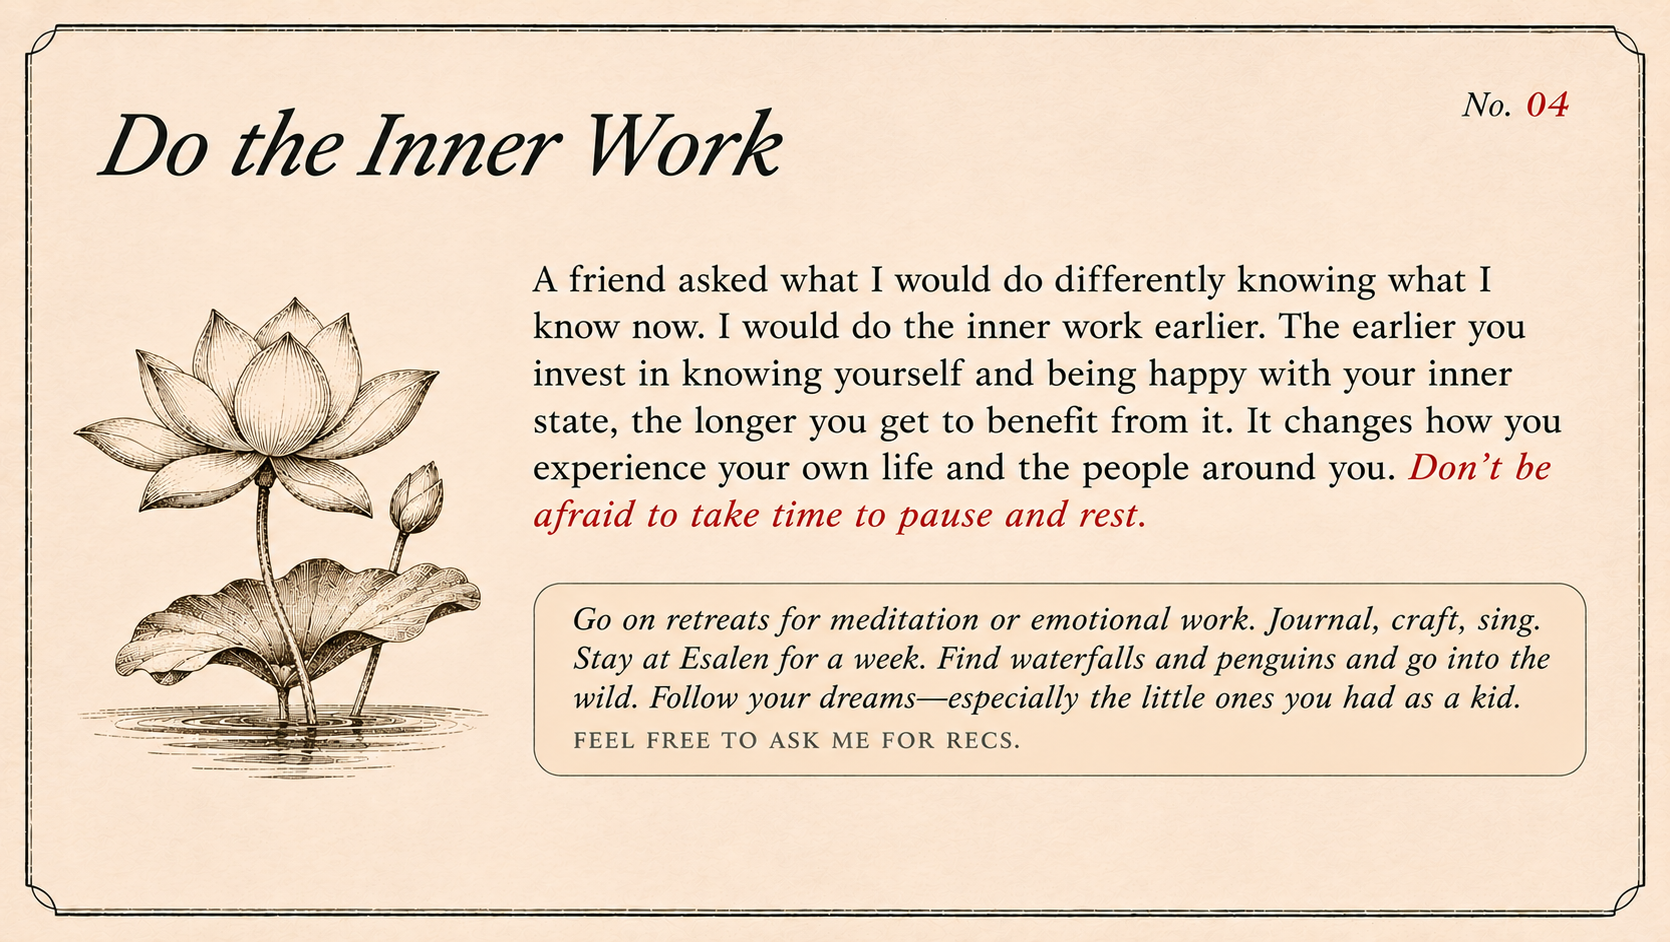 No. 04
Do the Inner Work
A friend asked what I would do differently knowing what I
know now. I would do the inner work earlier. The earlier you
invest in knowing yourself and being happy with your inner
state, the longer you get to benefit from it. It changes how you
experience your own life and the people around you. Don’t be
afraid to take time to pause and rest.
Go on retreats for meditation or emotional work. Journal, craft, sing.
Stay at Esalen for a week. Find waterfalls and penguins and go into the
wild. Follow your dreams—especially the little ones you had as a kid.
FEEL FREE TO ASK ME FOR RECS.